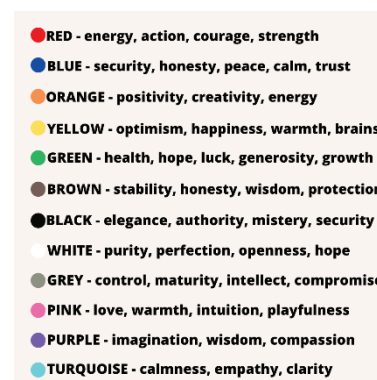 RED - energy, action, courage, strength
BLUE - security, honesty, peace, calm, trust
ORANGE - positivity, creativity, energy
YELLOW - optimism, happiness, warmth, brains
GREEN - health, hope, luck, generosity, growth
BROWN - stability, honesty, wisdom, protection
BLACK - elegance, authority, mistery, security
WHITE - purity, perfection, openness, hope
GREY - control, maturity, intellect, compromise
PINK - love, warmth, intuition, playfulness
PURPLE - imagination, wisdom, compassion
TURQUOISE - calmness, empathy, clarity